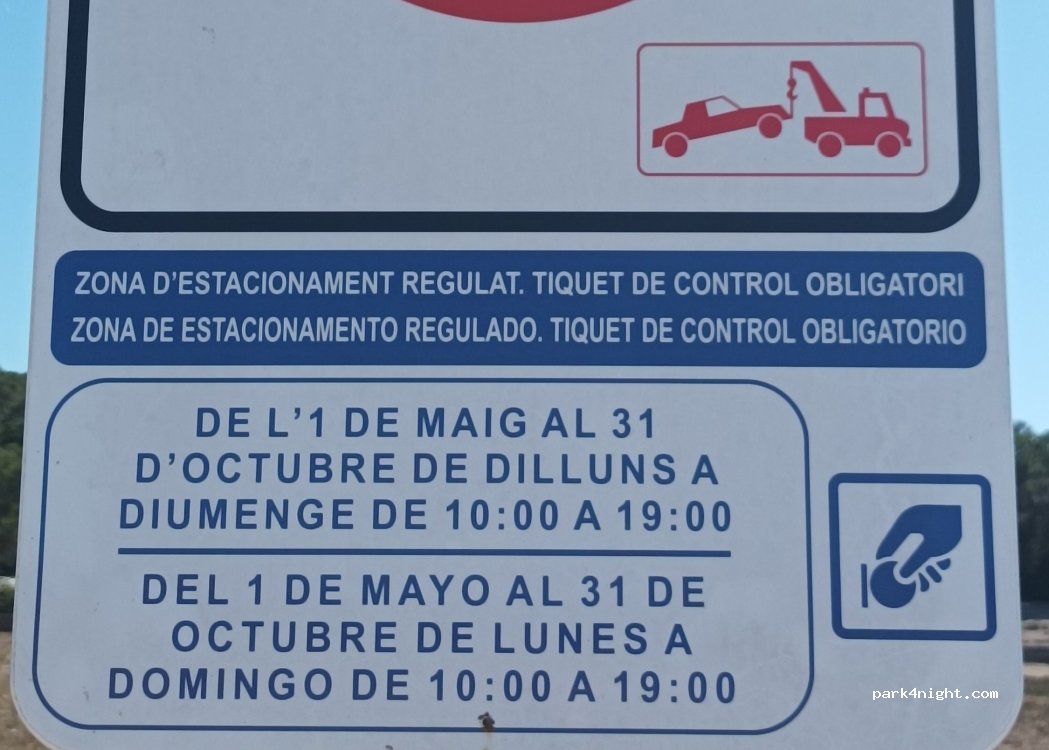 ZONA D'ESTACIONAMENT REGULAT. TIQUET DE CONTROL OBLIGATORI
ZONA DE ESTACIONAMENTO REGULADO. TIQUET DE CONTROL OBLIGATORIO
DE L'1 DE MAIG AL 31
D'OCTUBRE DE DILLUNS A
DIUMENGE DE 10:00 A 19:00
DEL 1 DE MAYO AL 31 DE
OCTUBRE DE LUNES A
DOMINGO DE 10:00 A 19:00
park4night.com